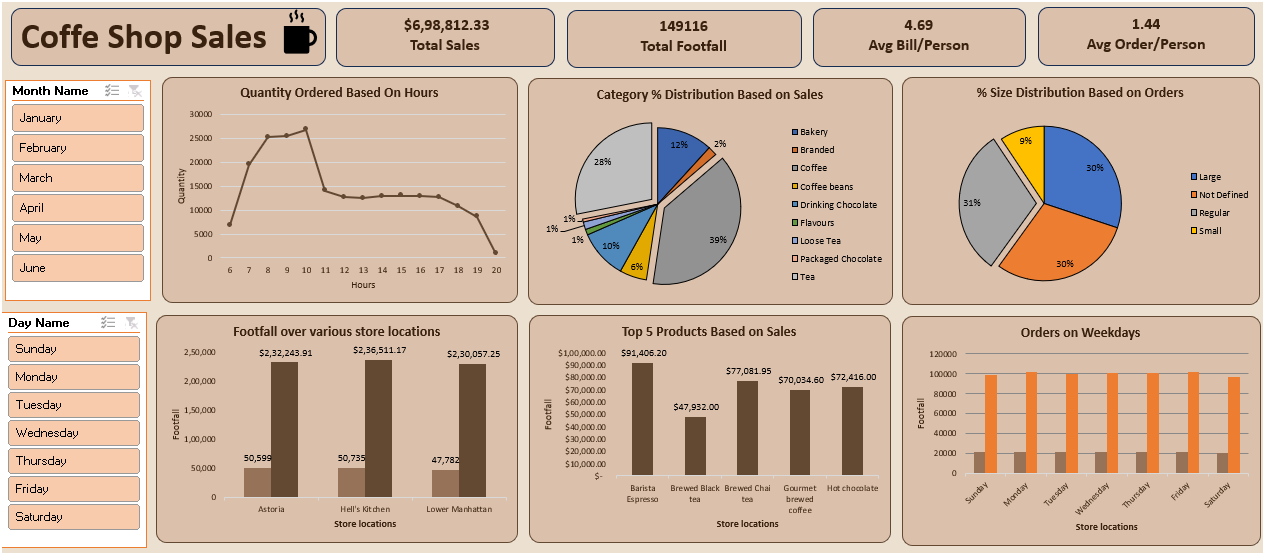 Coffe Shop Sales
$6,98,812.33
Total Sales
149116
Total Footfall
4.69
Avg Bill/Person
1.44
Avg Order/Person
Month Name
January
February
March
April
May
June
Quantity Ordered Based On Hours
30000
25000
20000
15000
10000
5000
0
Quantity
6 7 8 9 10 11 12 13 14 15 16 17 18 19 20
Hours
Category % Distribution Based on Sales
12%
2%
39%
6%
10%
1%
1%
1%
28%
Bakery
Branded
Coffee
Coffee beans
Drinking Chocolate
Flavours
Loose Tea
Packaged Chocolate
Tea
% Size Distribution Based on Orders
30%
30%
31%
9%
Large
Not Defined
Regular
Small
Day Name
Sunday
Monday
Tuesday
Wednesday
Thursday
Friday
Saturday
Footfall over various store locations
2,50,000
2,00,000
1,50,000
1,00,000
50,000
0
Footfall
50,599
$2,32,243.91
50,735
$2,36,511.17
47,782
$2,30,057.25
Astoria Hell's Kitchen Lower Manhattan
Store locations
Top 5 Products Based on Sales
$1,00,000.00
$90,000.00
$80,000.00
$70,000.00
$60,000.00
$50,000.00
$40,000.00
$30,000.00
$20,000.00
$10,000.00
$-
Footfall
$91,406.20
$47,932.00
$77,081.95
$70,034.60
$72,416.00
Barista
Espresso
Brewed Black
tea
Brewed Chai
tea
Gourmet
brewed
coffee
Hot chocolate
Store locations
Orders on Weekdays
120000
100000
80000
60000
40000
20000
0
Footfall
Sunday
Monday
Tuesday
Wednesday
Thursday
Friday
Saturday
Store locations